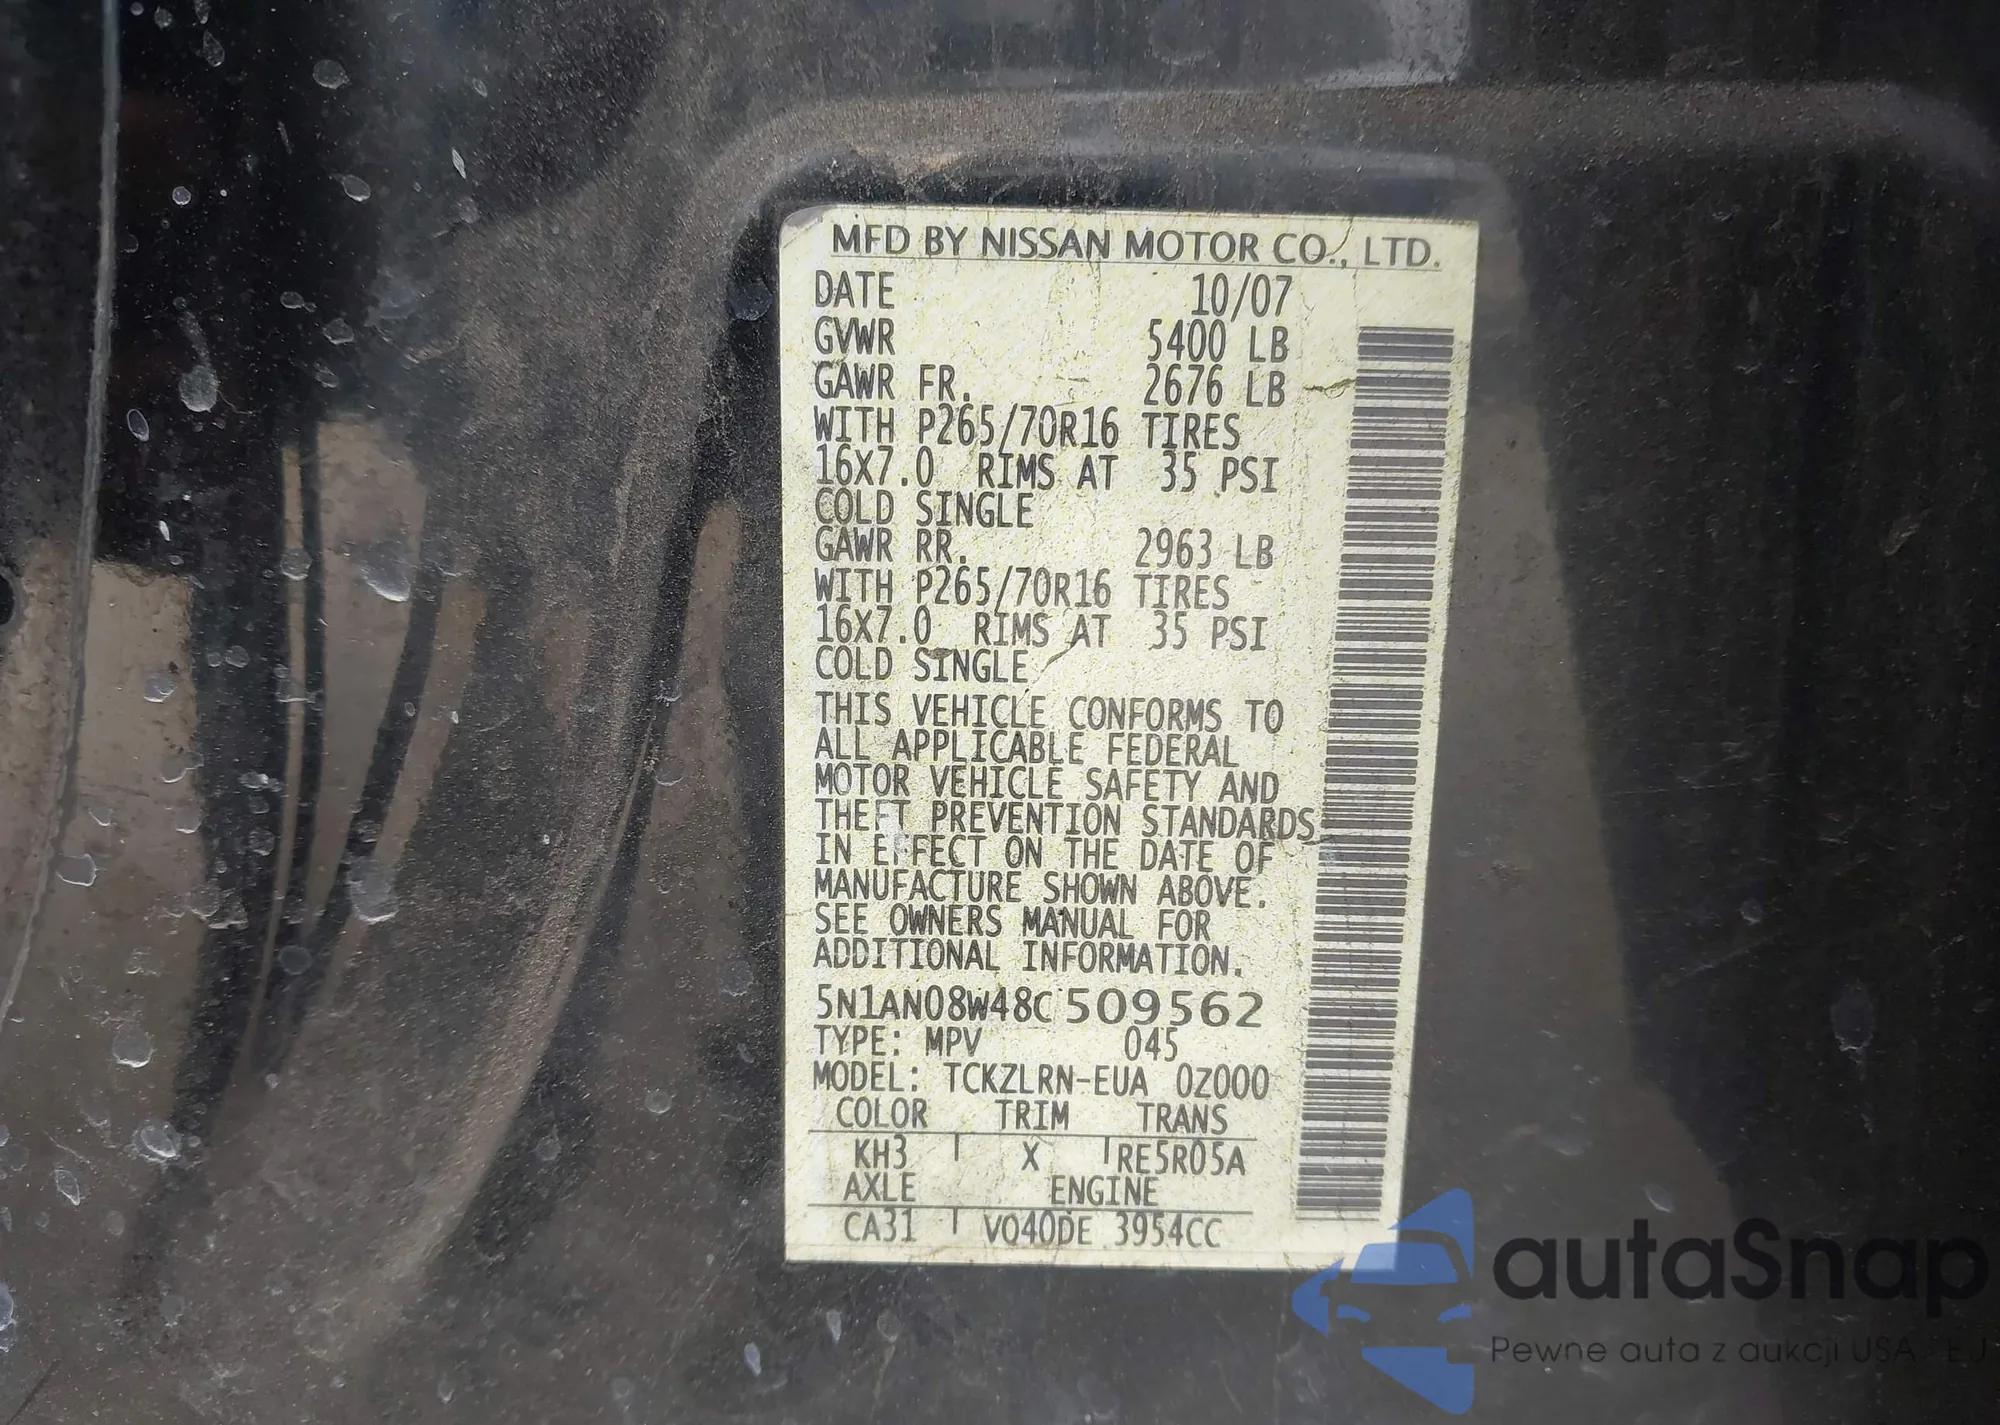 MFD BY NISSAN MOTOR CO., LTD.
DATE 10/07
GVWR 5400 LB
GAWR FR. 2676 LB
WITH P265/70R16 TIRES
16X7.0 RIMS AT 35 PSI
COLD SINGLE
GAWR RR. 2963 LB
WITH P265/70R16 TIRES
16X7.0 RIMS AT 35 PSI
COLD SINGLE
THIS VEHICLE CONFORMS TO
ALL APPLICABLE FEDERAL
MOTOR VEHICLE SAFETY AND
THEFT PREVENTION STANDARDS
IN EFFECT ON THE DATE OF
MANUFACTURE SHOWN ABOVE.
SEE OWNERS MANUAL FOR
ADDITIONAL INFORMATION.
5N1AN08W48C509562
TYPE: MPV 045
MODEL: TCKZLRN-EUA 0Z000
COLOR TRIM TRANS
KH3 X RE5R05A
AXLE ENGINE
CA31 VQ40DE 3954CC
autaSnap
Pewne auta z aukcji USA